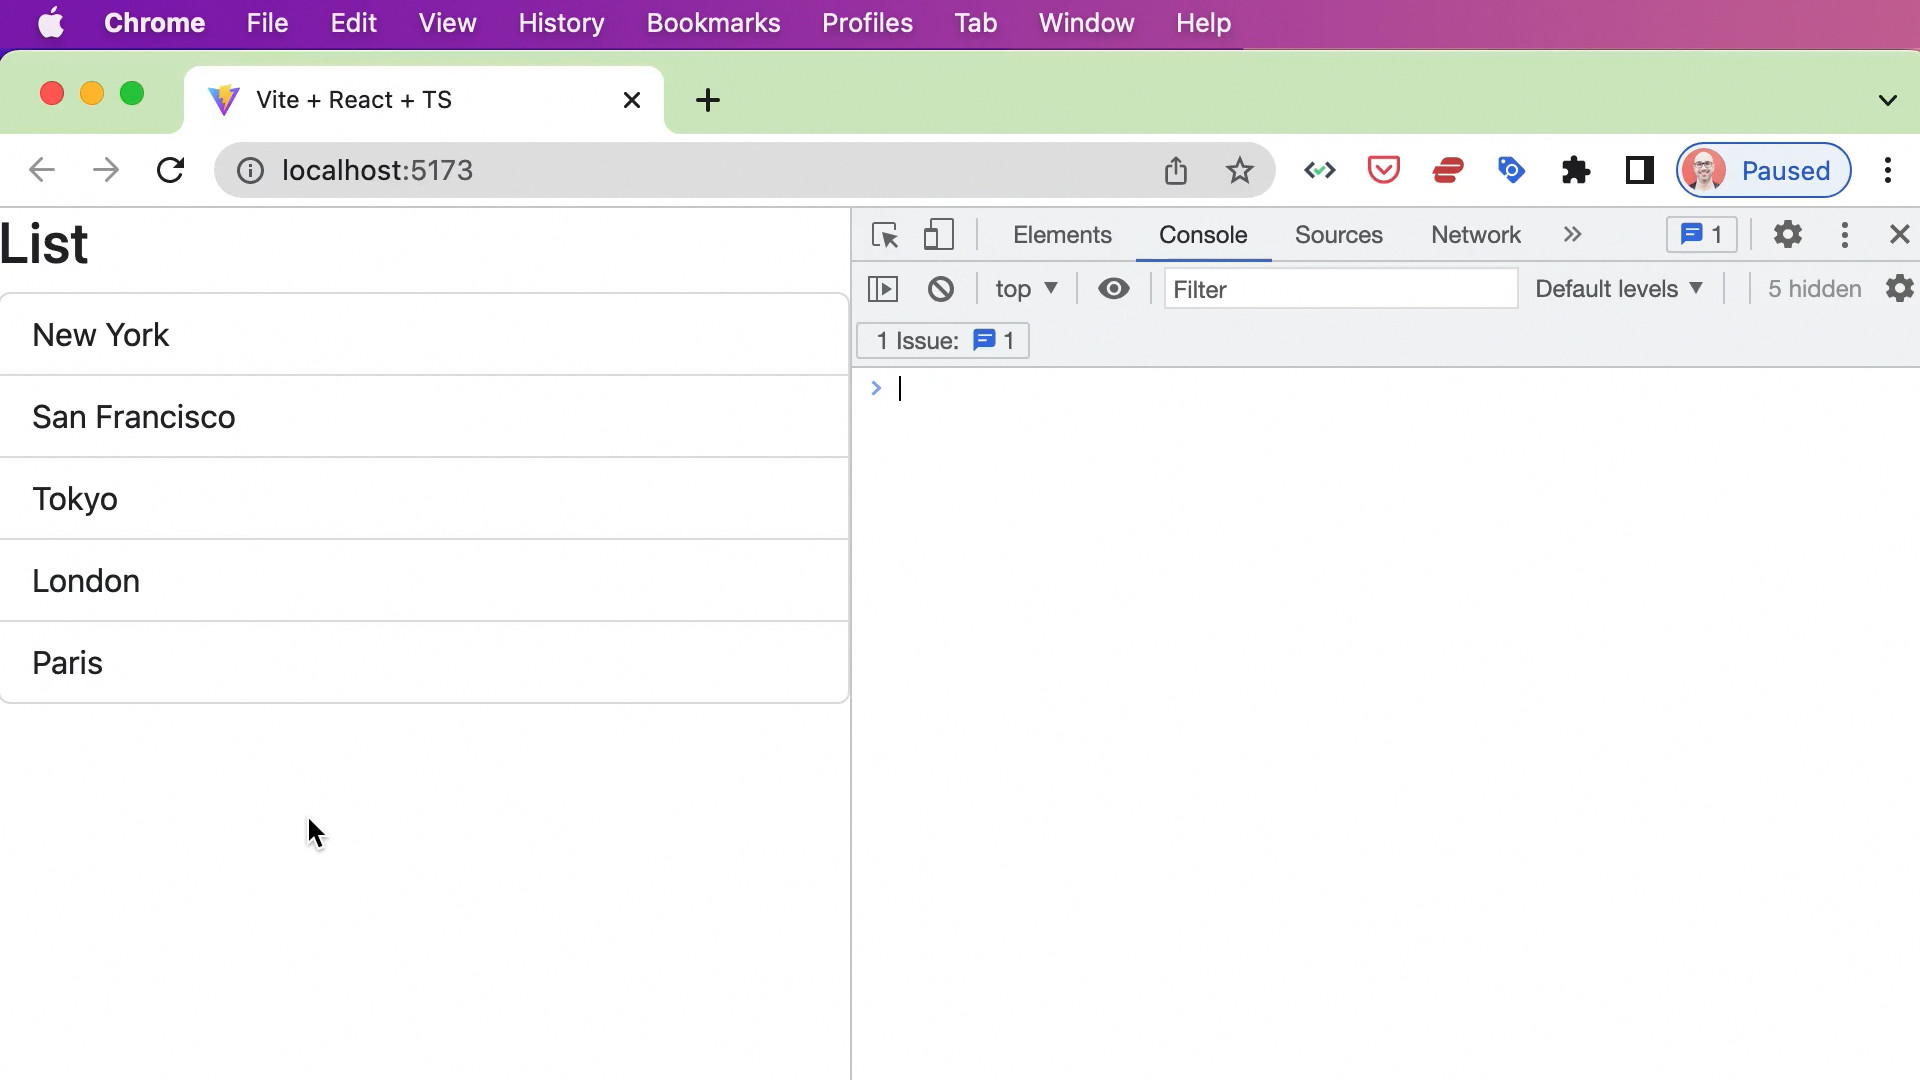 Chrome File Edit View History Bookmarks Profiles Tab Window Help
Vite + React + TS
localhost:5173
Paused
List
New York
San Francisco
Tokyo
London
Paris
Elements Console Sources Network 1
top Filter Default levels 5 hidden
1 Issue: 1